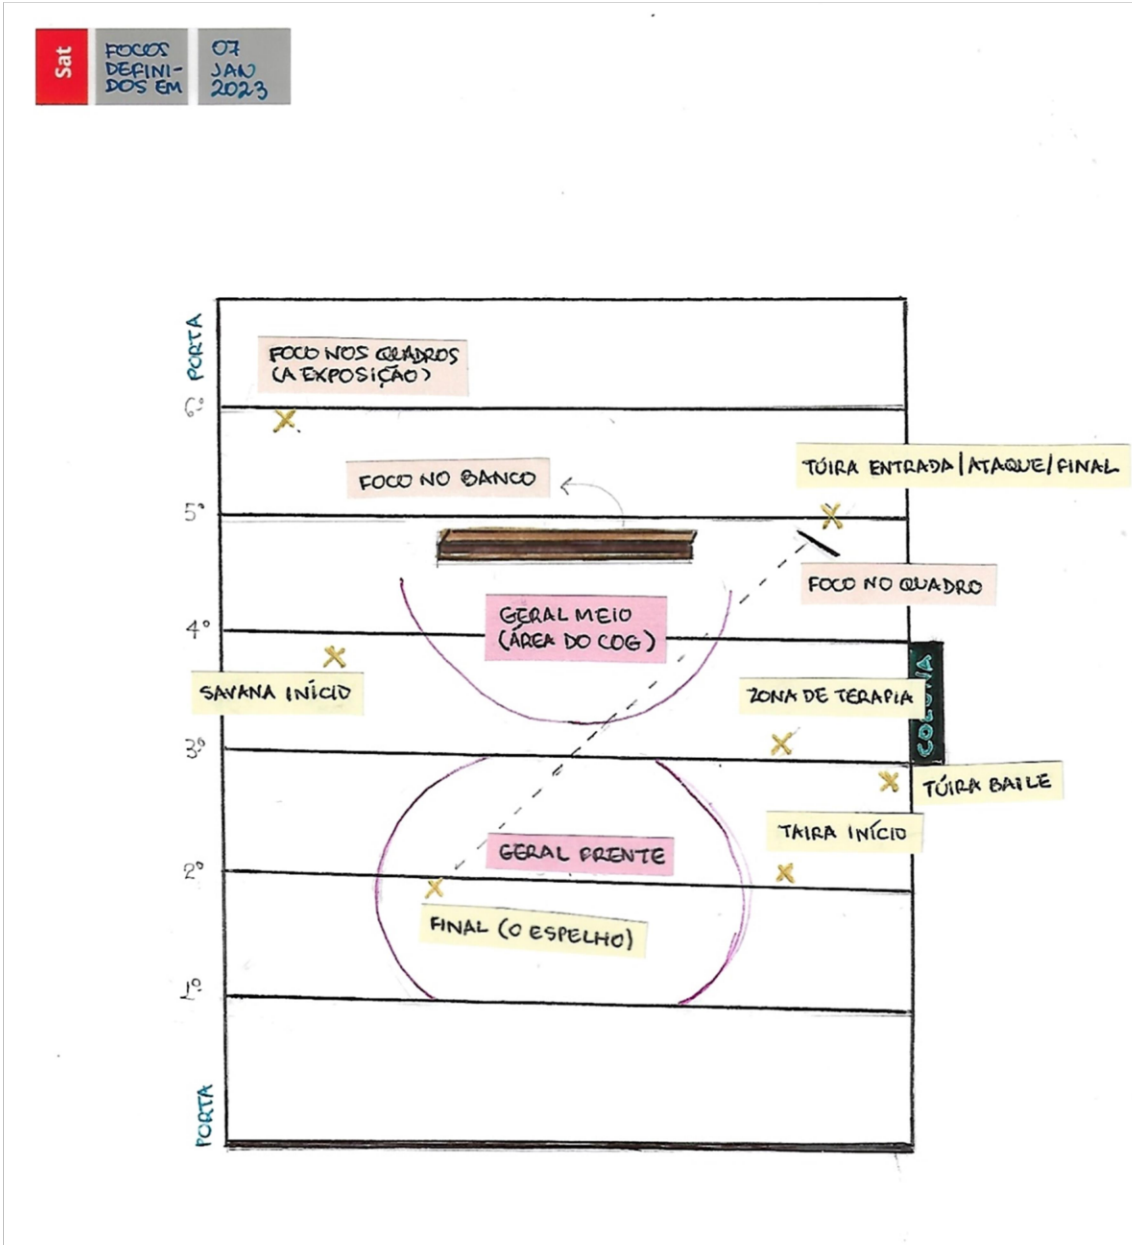 Sat
FOCOS
DEFINI-
DOS EM
07
JAN
2023
PORTA
FOCO NOS QUADROS
(A EXPOSIÇÃO)
6º
TÚIRA ENTRADA|ATAQUE/FINAL
FOCO NO BANCO
5º
FOCO NO QUADRO
GERAL MEIO
(ÁREA DO COG)
4º
COLUNA
SAVANA INÍCIO
ZONA DE TERAPIA
3º
TÚIRA BAILE
TAIRA INÍCIO
GERAL FRENTE
2º
FINAL (O ESPELHO)
1º
PORTA